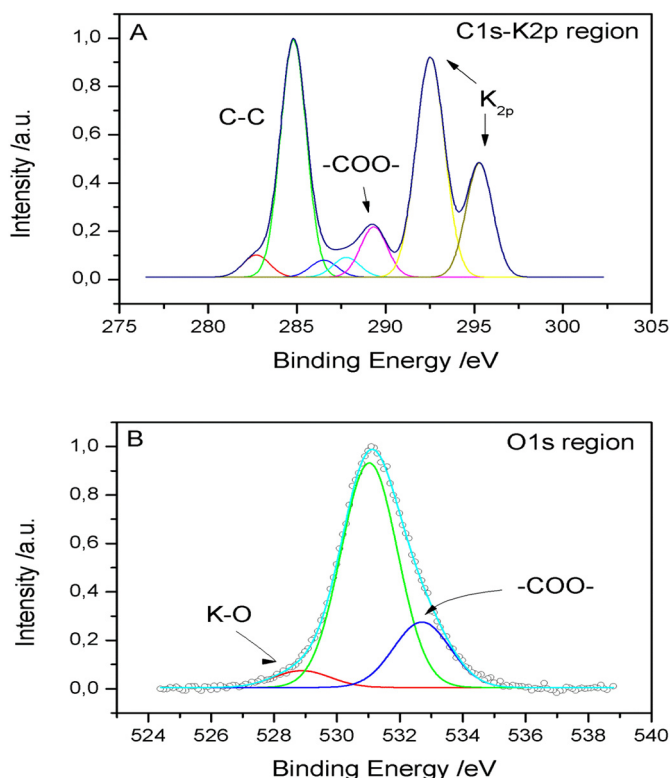 A
C1s-K2p region
1,0
0,8
0,6
0,4
0,2
0,0
Intensity /a.u.
C-C
-COO-
K2p
275 280 285 290 295 300 305
Binding Energy /eV
B
O1s region
1,0
0,8
0,6
0,4
0,2
0,0
Intensity /a.u.
K-O
-COO-
524 526 528 530 532 534 536 538 540
Binding Energy /eV